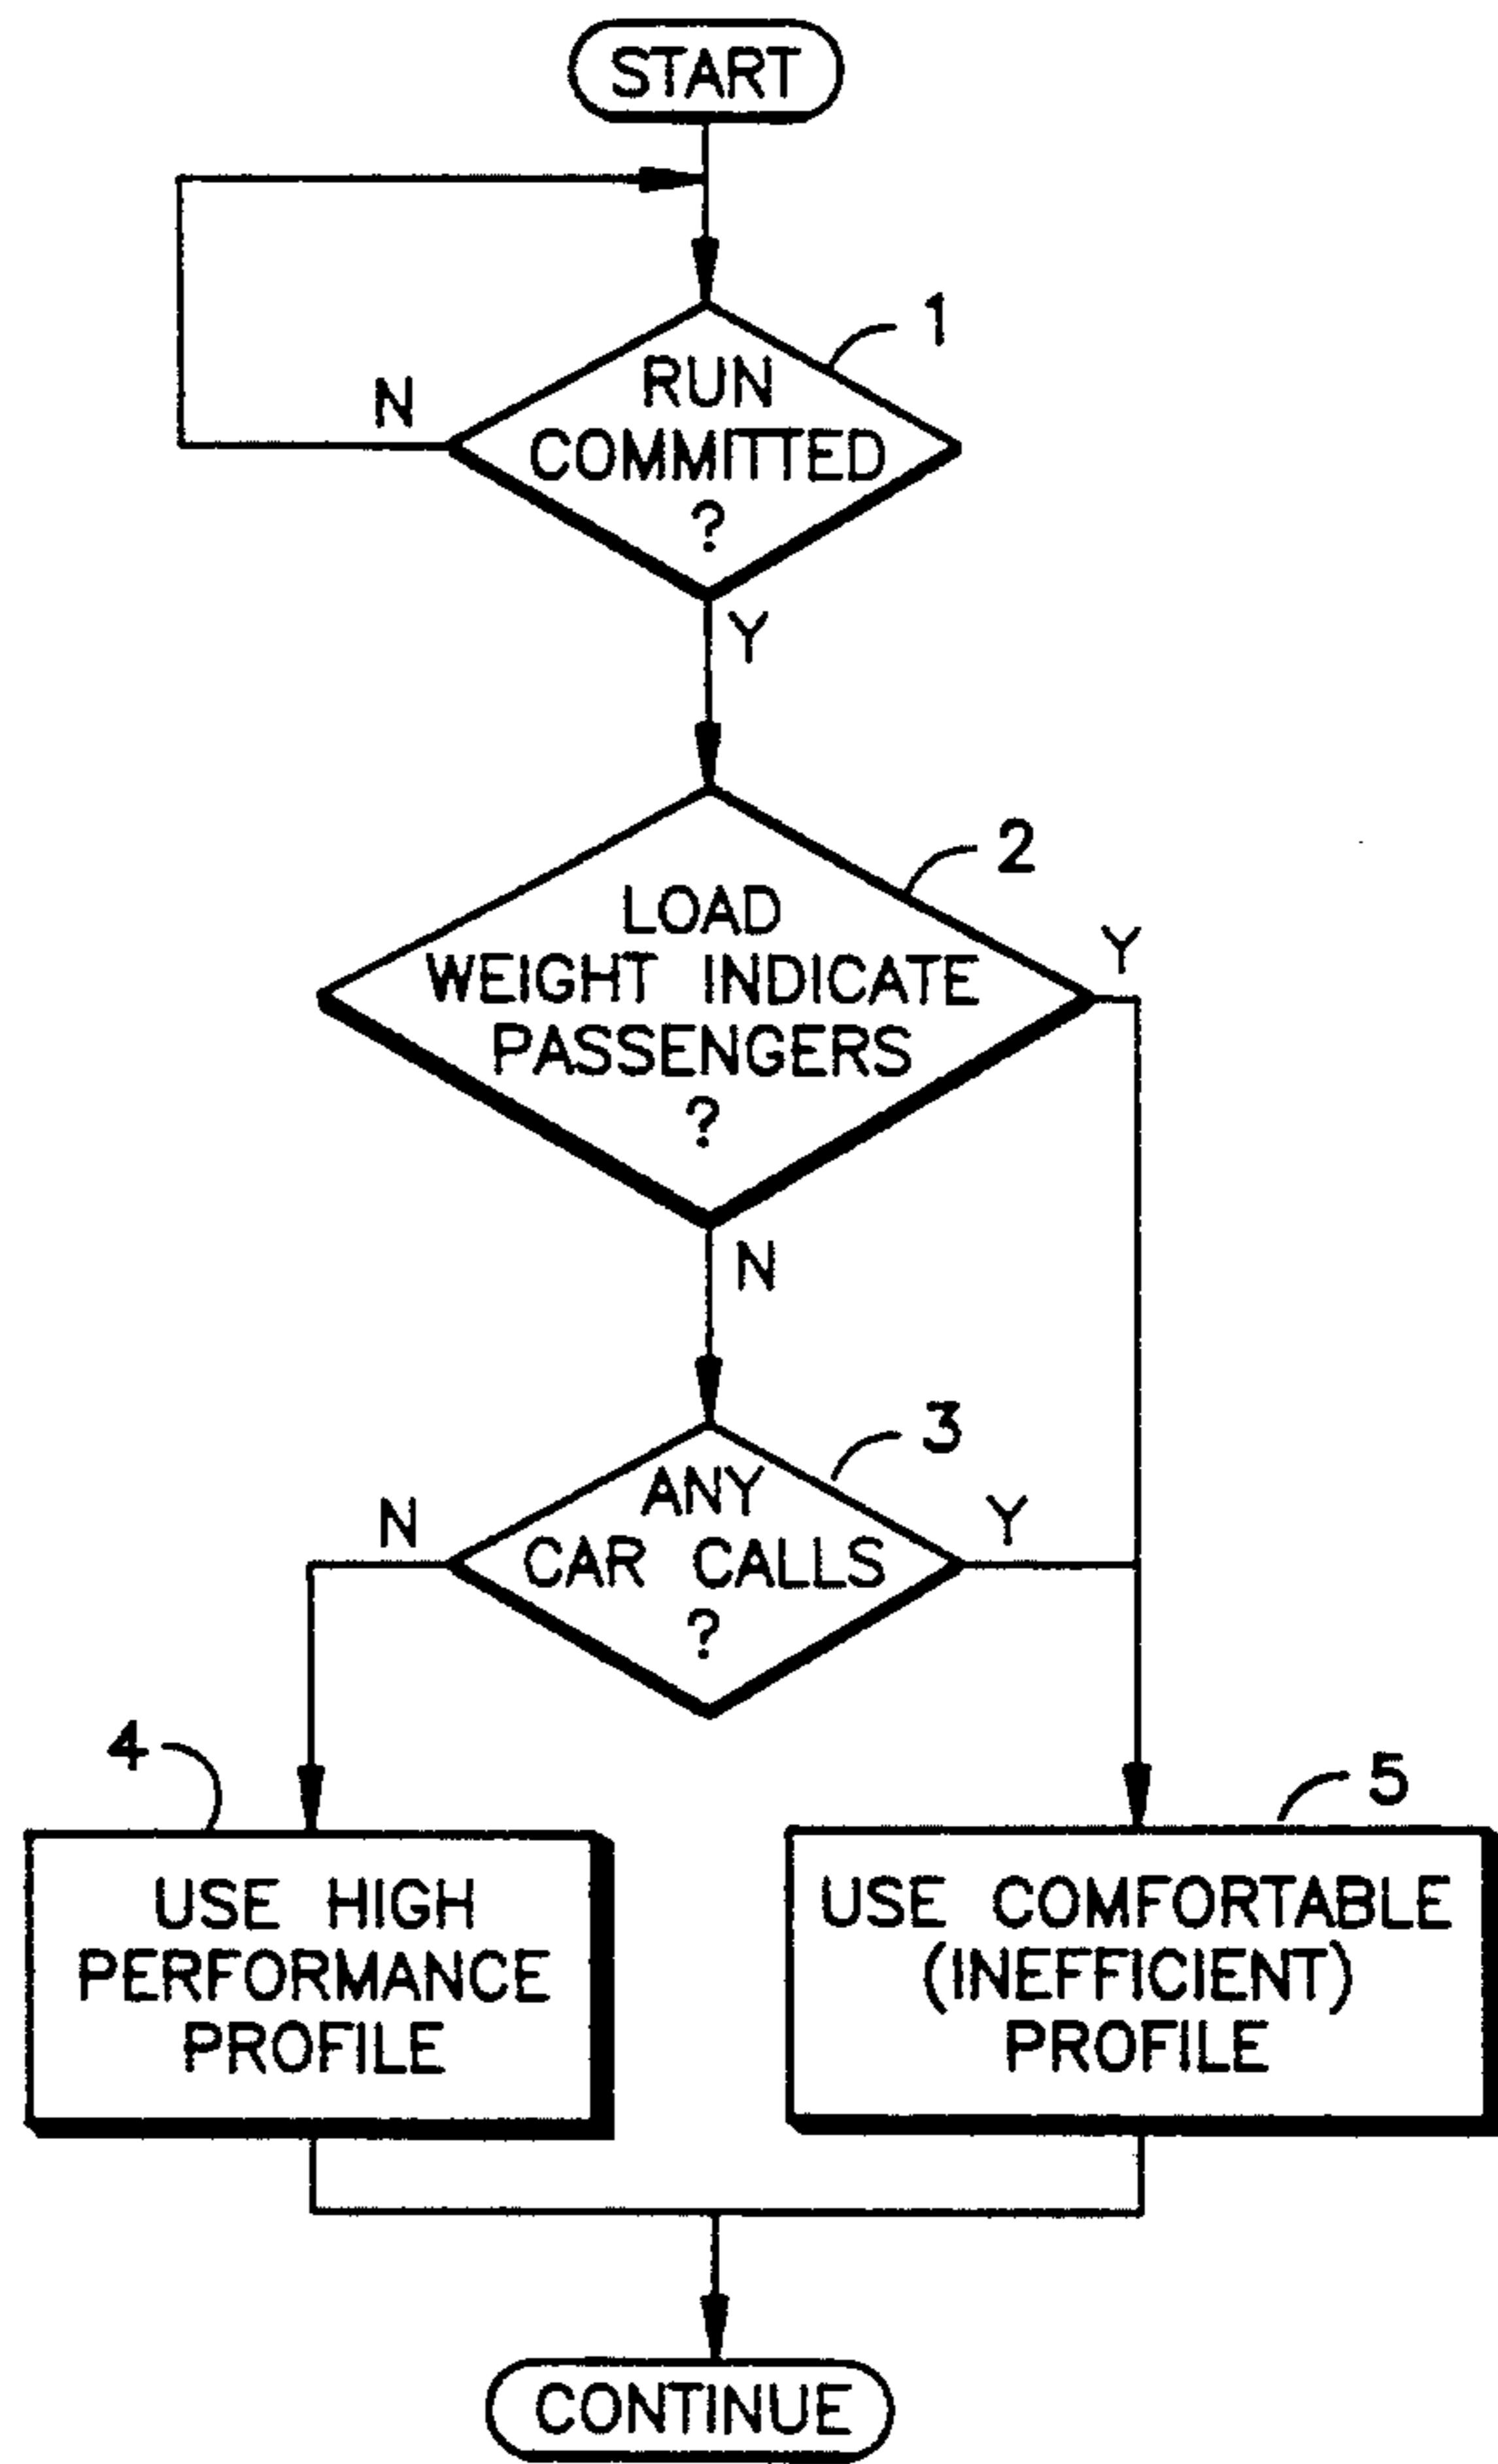 START
1
RUN
COMMITTED
?
N
Y
2
LOAD
WEIGHT INDICATE
PASSENGERS
?
Y
N
3
ANY
CAR CALLS
?
N
Y
4
USE HIGH
PERFORMANCE
PROFILE
5
USE COMFORTABLE
(INEFFICIENT)
PROFILE
CONTINUE